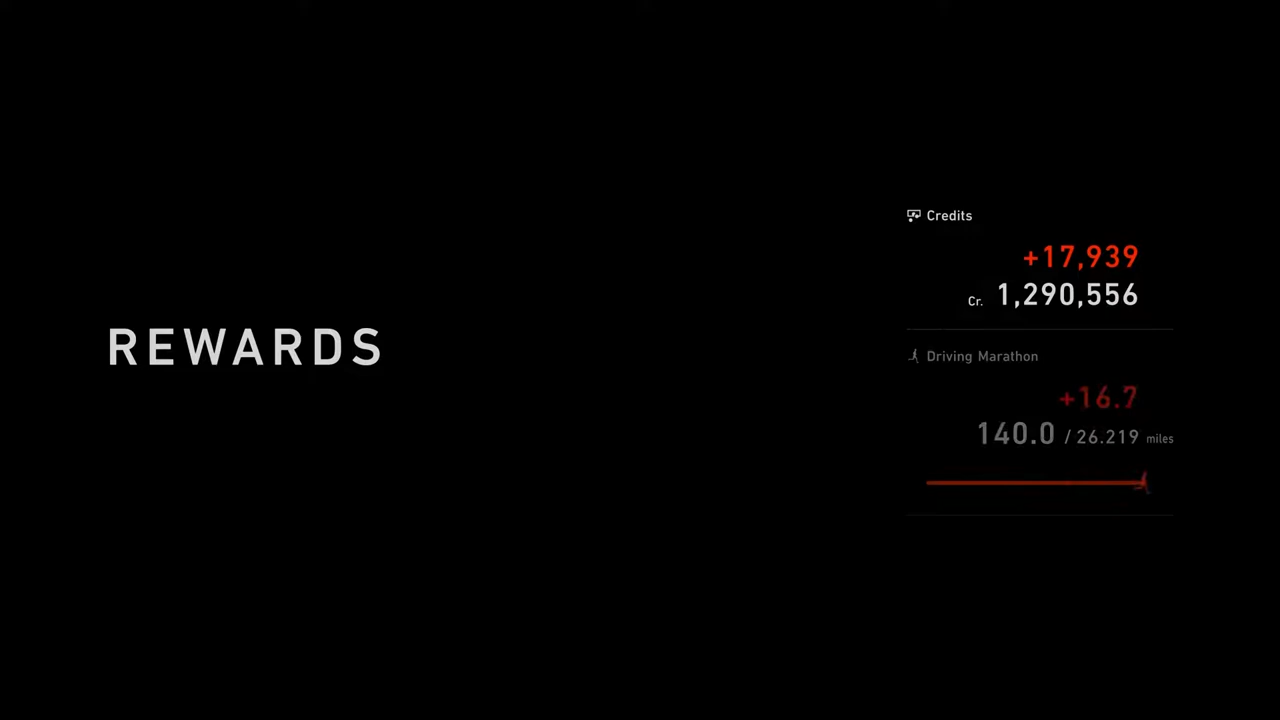 REWARDS
Credits
+17,939
Cr. 1,290,556
Driving Marathon
+16.7
140.0 / 26.219 miles